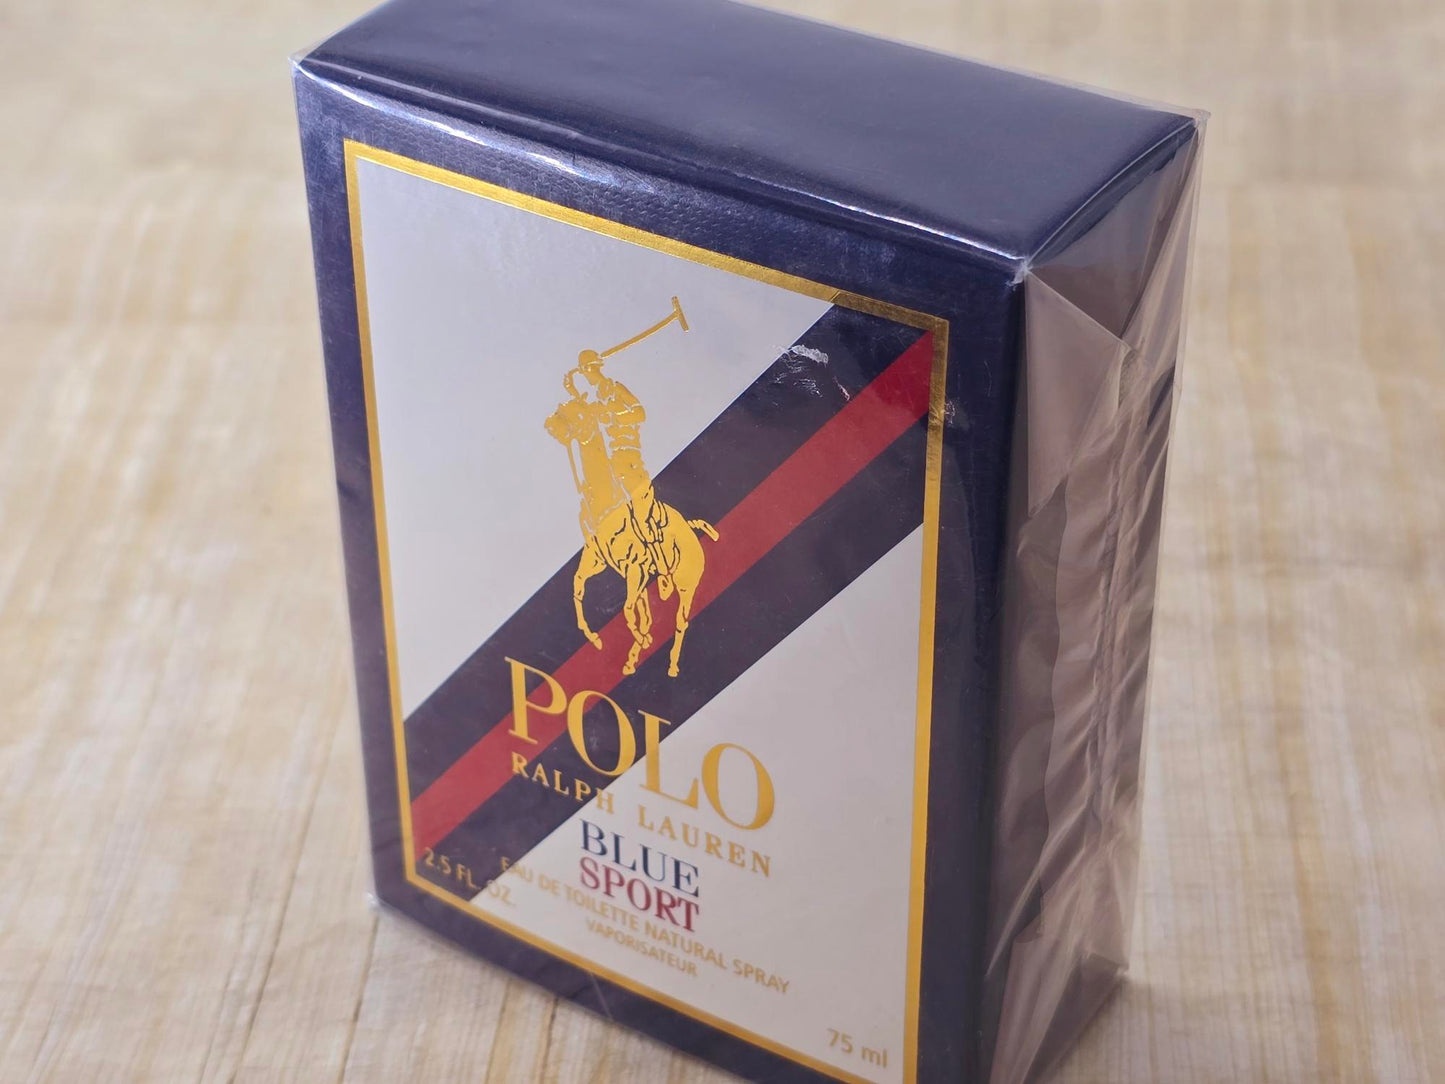 POLO
RALPH LAUREN
BLUE
SPORT
EAU DE TOILETTE NATURAL SPRAY
VAPORISATEUR
2.5 FL. OZ.
75 ml